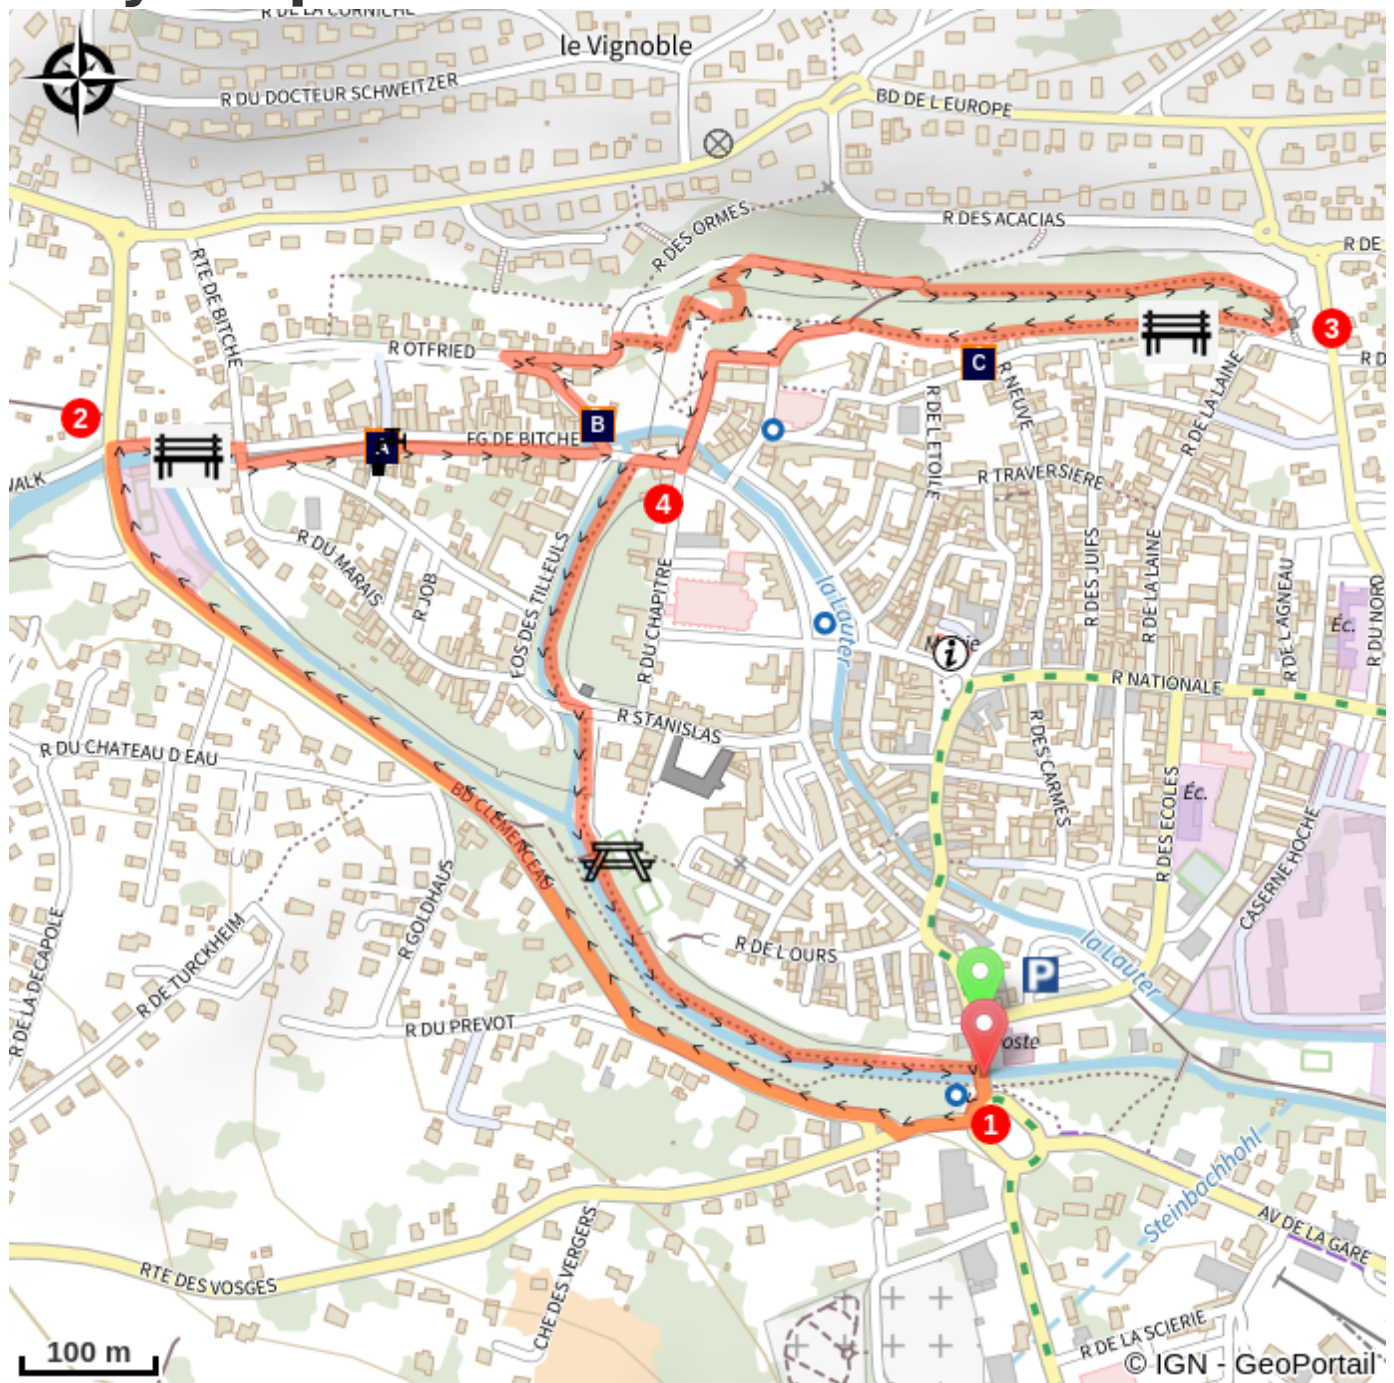 R DE LA CORNICHE
le Vignoble
R DU DOCTEUR SCHWEITZER
BD DE L EUROPE
R DES ORMES
R DES ACACIAS
R DE
RTE DE BITCHE
3
R OTFRIED
C
R NEUVE
R DE LA LAINE
R D
2
B
R DE L ETOILE
A
FG DE BITCHE
R TRAVERSIERE
WALK
4
R DU MARAIS
R JOB
FOS DES TILLEULS
R DU CHAPITRE
la Lauter
R DES JUIFS
R DE LA LAINE
R DE L AGNEAU
Éc.
R DU NORD
i
R NATIONALE
R STANISLAS
R DES CARMES
R DU CHATEAU D EAU
BD CLEMENCEAU
R DES ECOLES
Éc.
CASERNE HOCHE
R GOLDHAUS
R DE LA DECAPOLE
R DE TURCKHEIM
R DE L OURS
la Lauter
P
R DU PREVOT
1
Steinbachhohl
AV DE LA GARE
RTE DES VOSGES
CHE DES VERGERS
R DE LA SCIERIE
100 m
© IGN - GeoPortail